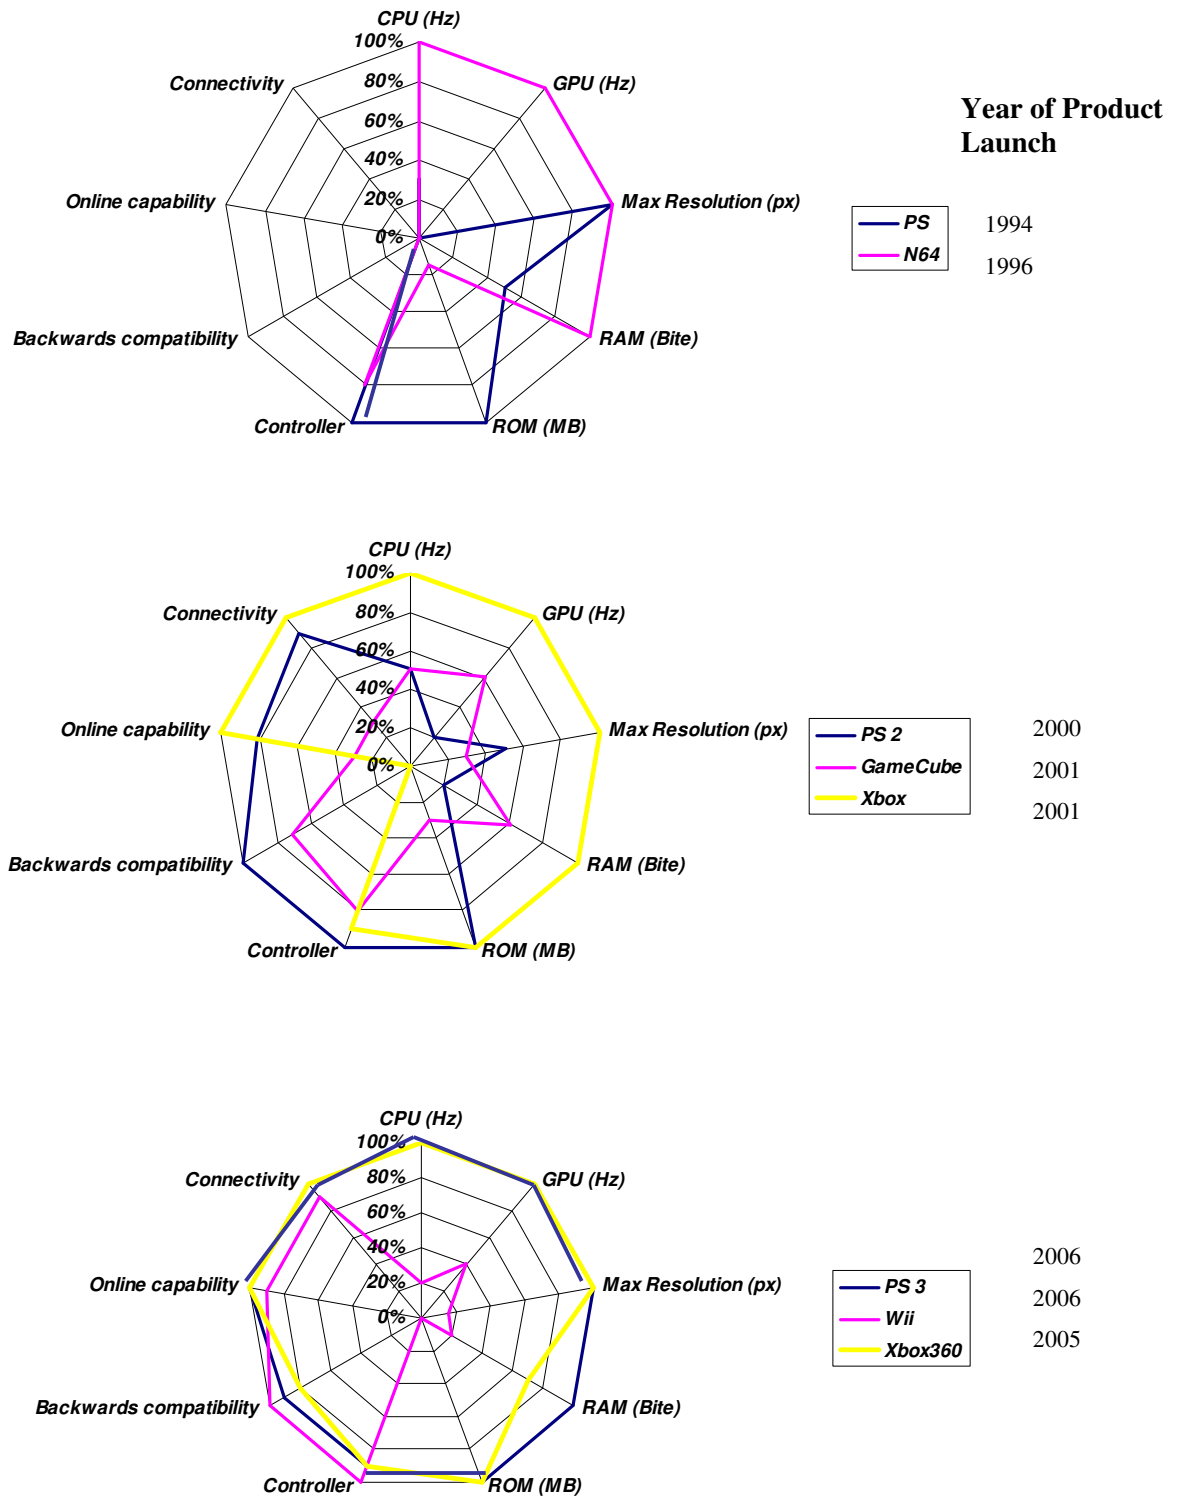 CPU (Hz)
100%
Connectivity
80%
GPU (Hz)
60%
40%
Online capability
20%
Max Resolution (px)
0%
Backwards compatibility
RAM (Bite)
Controller
ROM (MB)
Year of Product
Launch
PS
1994
N64
1996
CPU (Hz)
100%
Connectivity
80%
GPU (Hz)
60%
40%
Online capability
20%
Max Resolution (px)
0%
Backwards compatibility
RAM (Bite)
Controller
ROM (MB)
PS 2
2000
GameCube
2001
Xbox
2001
CPU (Hz)
100%
Connectivity
80%
GPU (Hz)
60%
40%
Online capability
20%
Max Resolution (px)
0%
Backwards compatibility
RAM (Bite)
Controller
ROM (MB)
PS 3
2006
Wii
2006
Xbox360
2005